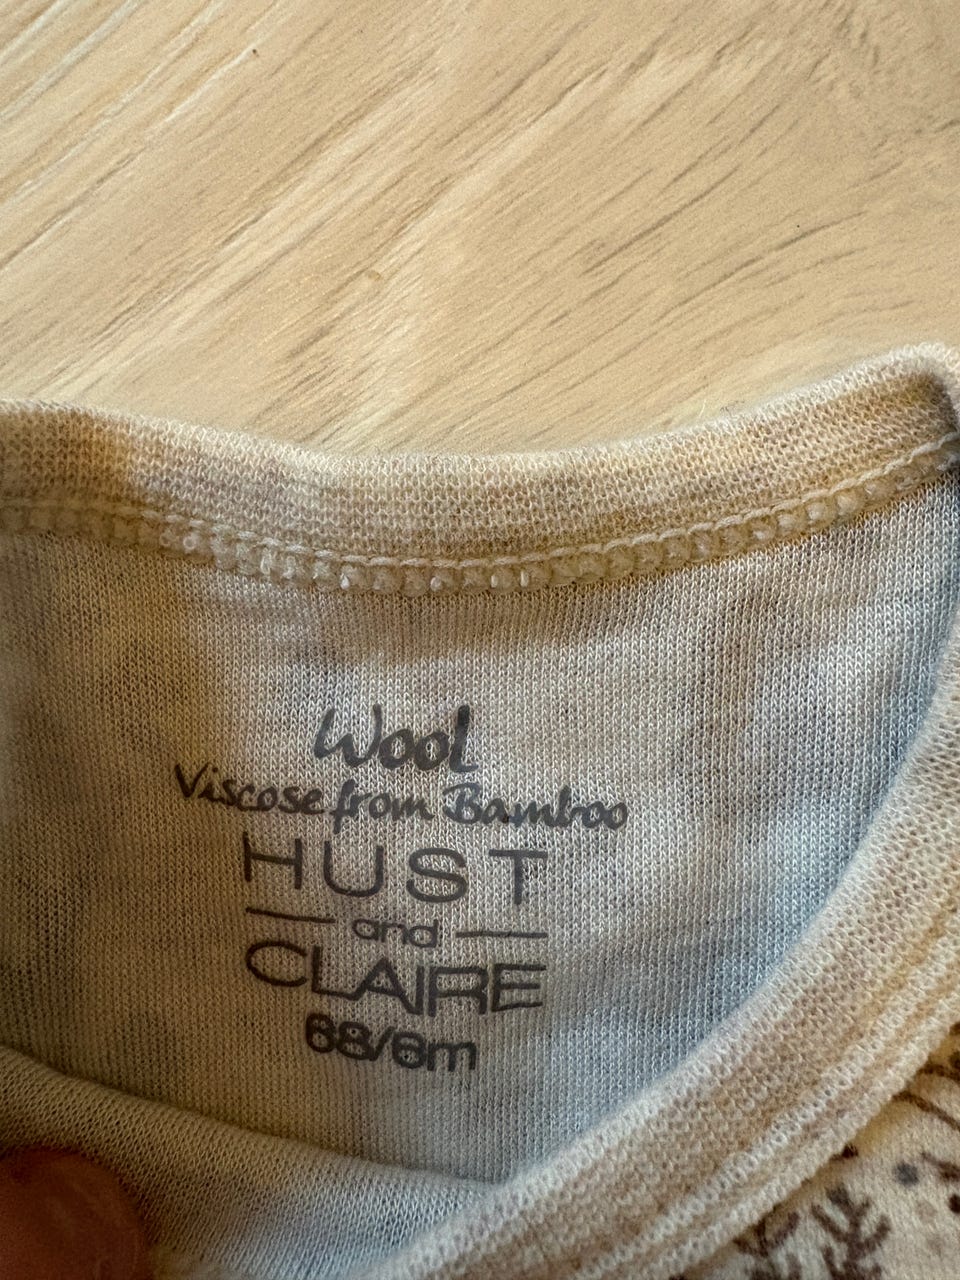 Wool
Viscose from Bamboo
HUST
and
CLAIRE
68/6m